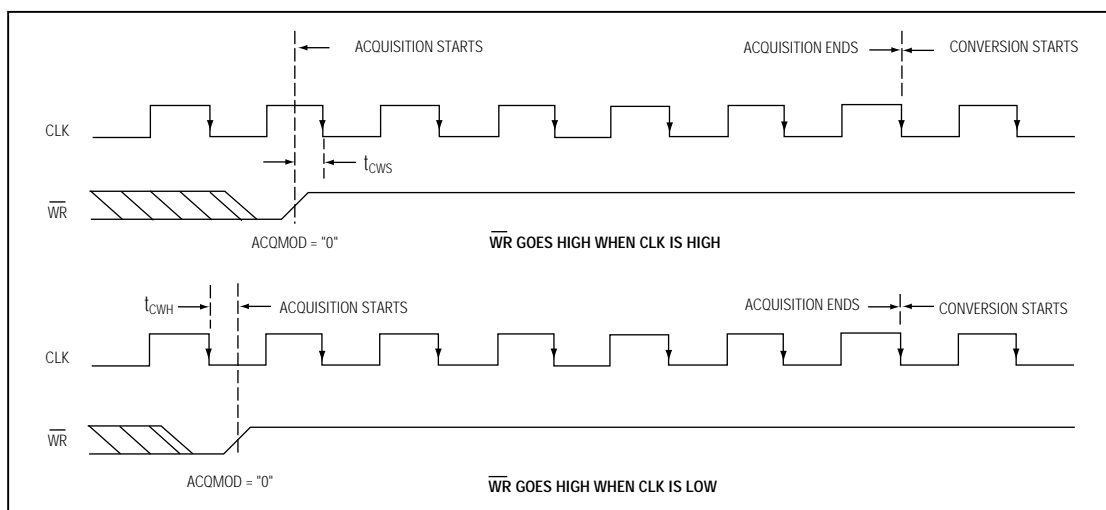 ACQUISITION STARTS
ACQUISITION ENDS
CONVERSION STARTS
CLK
tCWS
WR
ACQMOD = "0"
WR GOES HIGH WHEN CLK IS HIGH
tCWH
ACQUISITION STARTS
ACQUISITION ENDS
CONVERSION STARTS
CLK
WR
ACQMOD = "0"
WR GOES HIGH WHEN CLK IS LOW